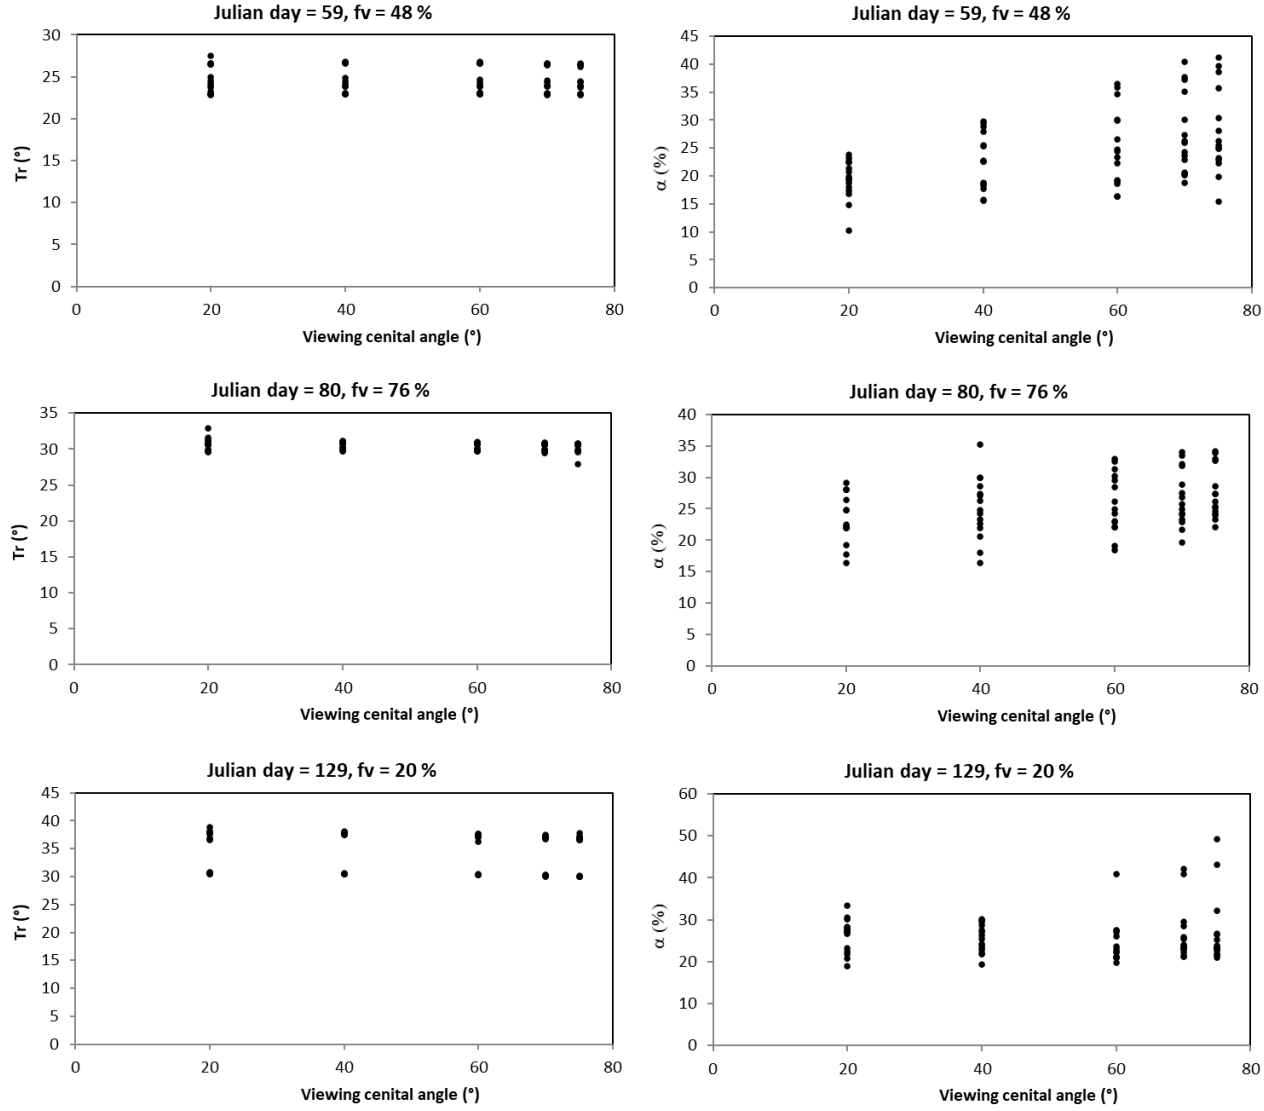 Julian day = 59, fv = 48 %
30
25
20
15
10
5
0
Tr (°)
0 20 40 60 80
Viewing cenital angle (°)
Julian day = 59, fv = 48 %
45
40
35
30
25
20
15
10
5
0
α (%)
0 20 40 60 80
Viewing cenital angle (°)
Julian day = 80, fv = 76 %
35
30
25
20
15
10
5
0
Tr (°)
0 20 40 60 80
Viewing cenital angle (°)
Julian day = 80, fv = 76 %
40
35
30
25
20
15
10
5
0
α (%)
0 20 40 60 80
Viewing cenital angle (°)
Julian day = 129, fv = 20 %
45
40
35
30
25
20
15
10
5
0
Tr (°)
0 20 40 60 80
Viewing cenital angle (°)
Julian day = 129, fv = 20 %
60
50
40
30
20
10
0
α (%)
0 20 40 60 80
Viewing cenital angle (°)